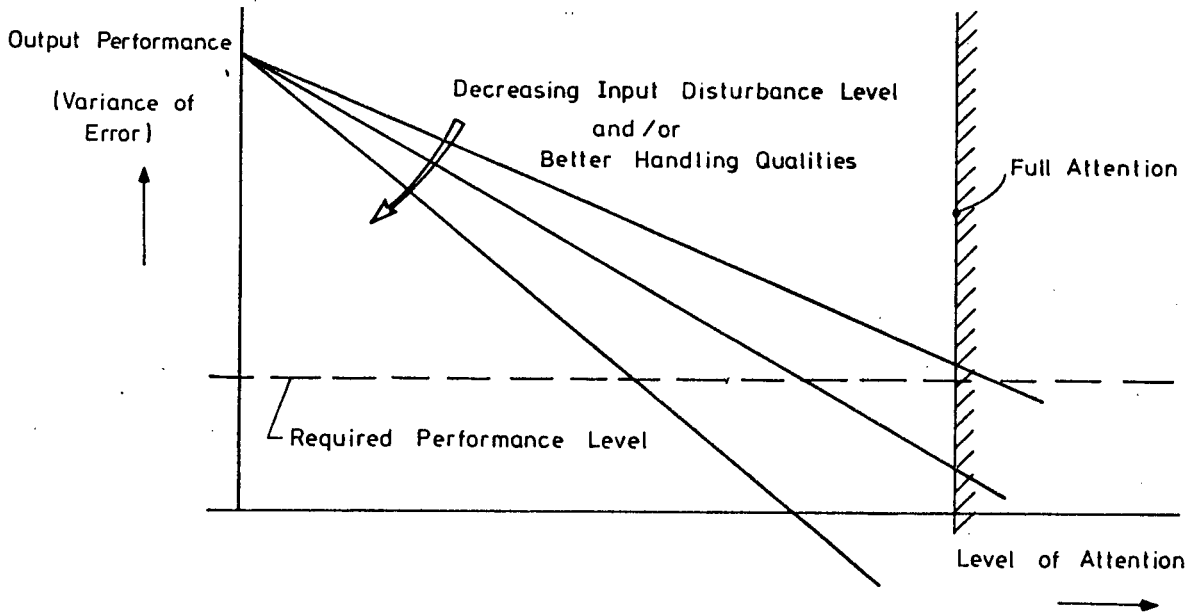 Output Performance
(Variance of
Error)
Decreasing Input Disturbance Level
and/or
Better Handling Qualities
Full Attention
Required Performance Level
Level of Attention